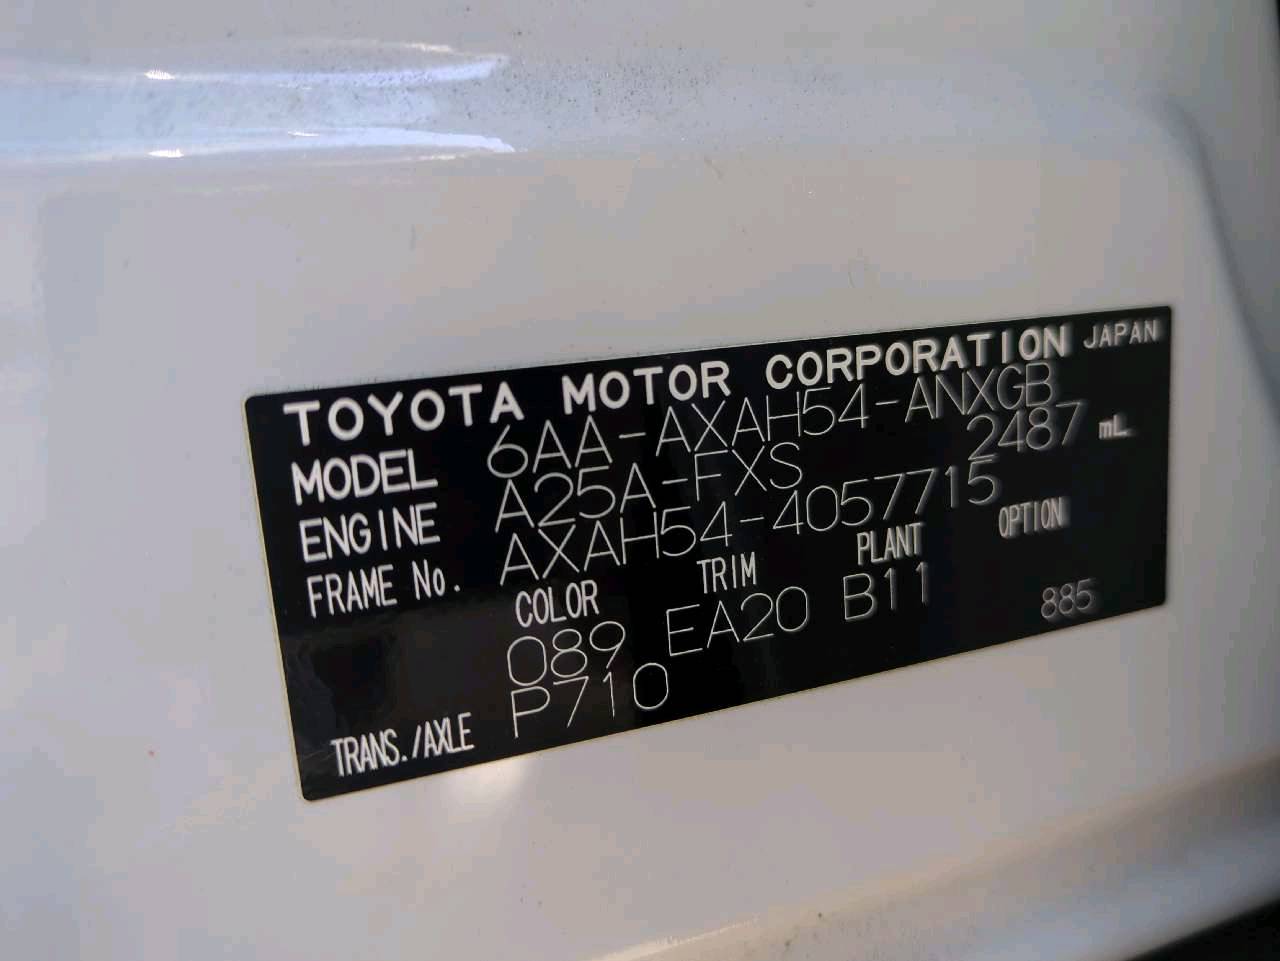 TOYOTA MOTOR CORPORATION JAPAN
MODEL 6AA-AXAH54-ANXGB
ENGINE A25A-FXS 2487 mL
FRAME No. AXAH54-4057715
COLOR TRIM PLANT OPTION
089 EA20 B11 885
TRANS./AXLE P710